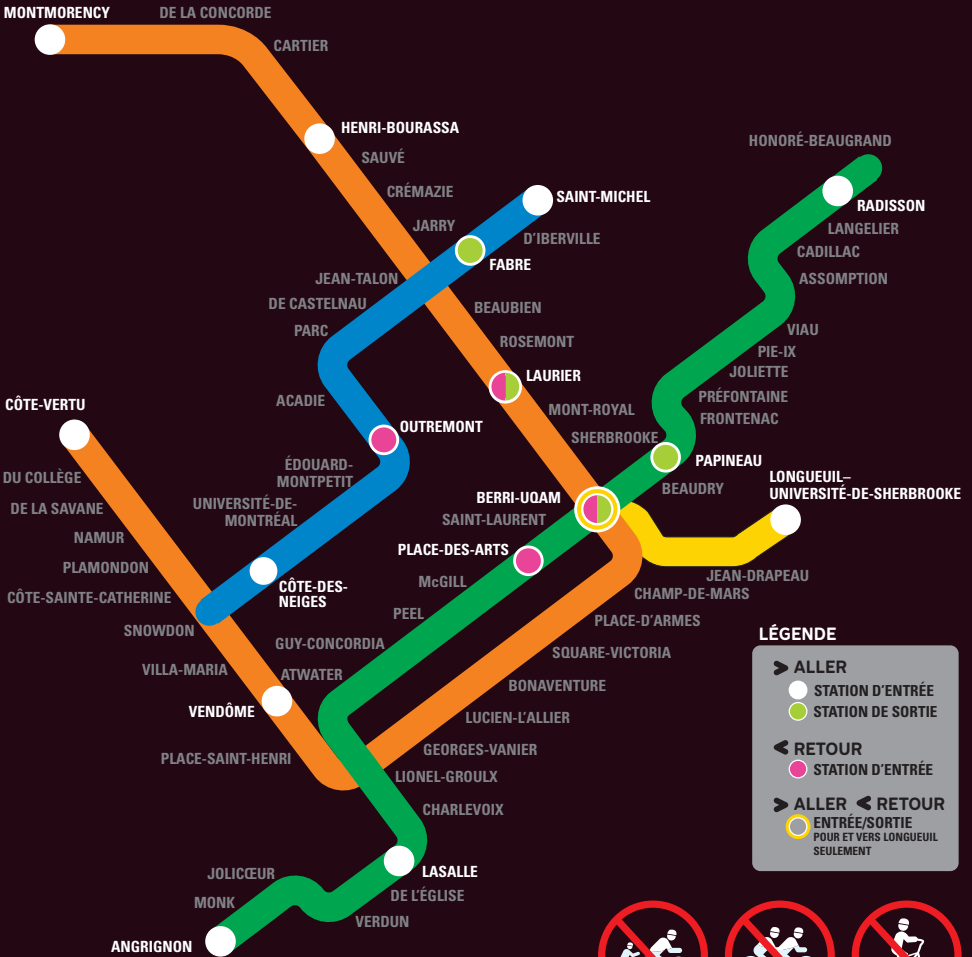 MONTMORENCY
DE LA CONCORDE
CARTIER
HENRI-BOURASSA
SAUVÉ
CRÉMAZIE
JARRY
SAINT-MICHEL
D'IBERVILLE
FABRE
JEAN-TALON
DE CASTELNAU
PARC
BEAUBIEN
ROSEMONT
LAURIER
ACADIE
OUTREMONT
MONT-ROYAL
SHERBROOKE
ÉDOUARD-
MONTPETIT
UNIVERSITÉ-DE-
MONTRÉAL
CÔTE-DES-
NEIGES
HONORÉ-BEAUGRAND
RADISSON
LANGELIER
CADILLAC
ASSOMPTION
VIAU
PIE-IX
JOLIETTE
PRÉFONTAINE
FRONTENAC
PAPINEAU
BEAUDRY
BERRI-UQAM
SAINT-LAURENT
PLACE-DES-ARTS
McGILL
PEEL
GUY-CONCORDIA
ATWATER
LONGUEUIL–
UNIVERSITÉ-DE-SHERBROOKE
JEAN-DRAPEAU
CHAMP-DE-MARS
PLACE-D'ARMES
SQUARE-VICTORIA
BONAVENTURE
LUCIEN-L'ALLIER
GEORGES-VANIER
LIONEL-GROULX
CHARLEVOIX
CÔTE-VERTU
DU COLLÈGE
DE LA SAVANE
NAMUR
PLAMONDON
CÔTE-SAINTE-CATHERINE
SNOWDON
VILLA-MARIA
VENDÔME
PLACE-SAINT-HENRI
LASALLE
DE L'ÉGLISE
VERDUN
JOLICŒUR
MONK
ANGRIGNON
LÉGENDE
> ALLER
STATION D'ENTRÉE
STATION DE SORTIE
< RETOUR
STATION D'ENTRÉE
> ALLER < RETOUR
ENTRÉE/SORTIE
POUR ET VERS LONGUEUIL
SEULEMENT